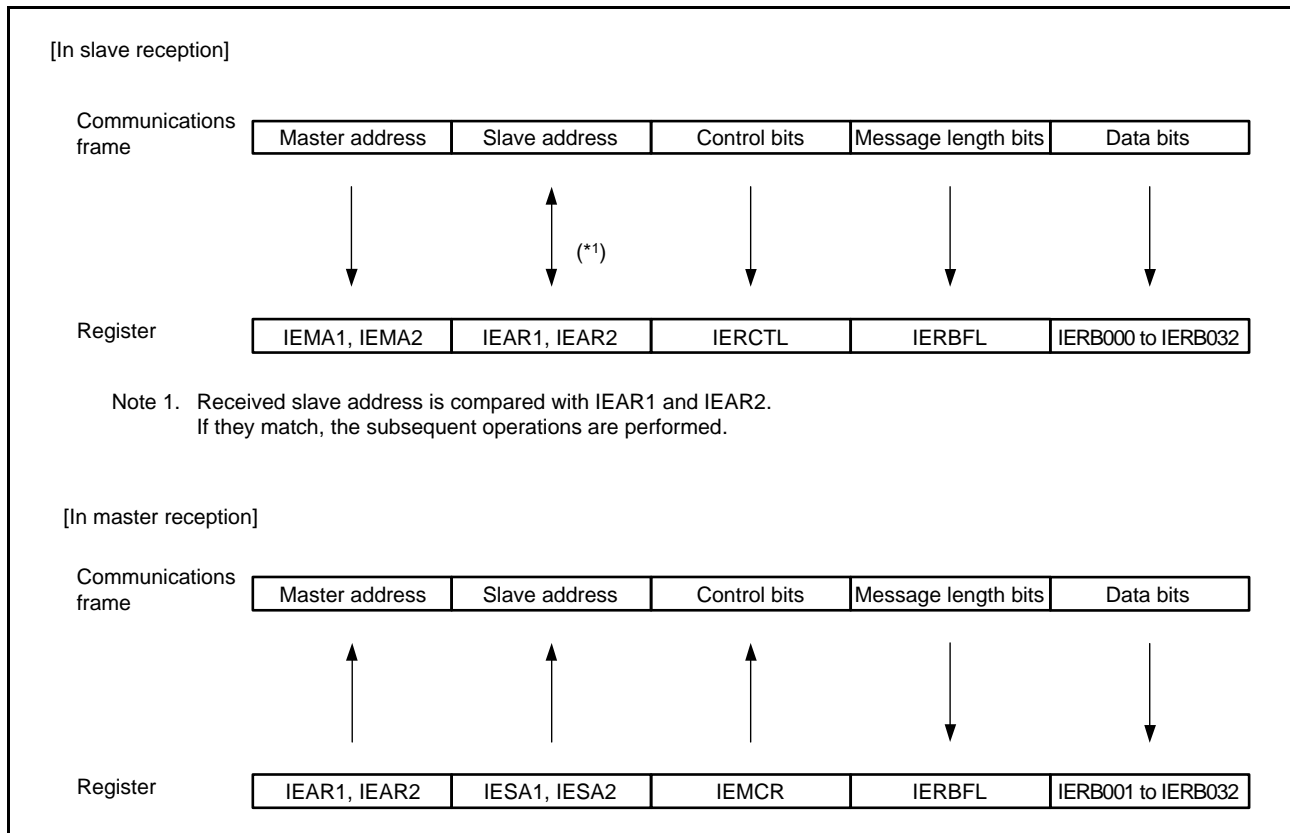 [In slave reception]
Communications
frame
Master address Slave address Control bits Message length bits Data bits
(*1)
Register IEMA1, IEMA2 IEAR1, IEAR2 IERCTL IERBFL IERB000 to IERB032
Note 1. Received slave address is compared with IEAR1 and IEAR2.
If they match, the subsequent operations are performed.
[In master reception]
Communications
frame
Master address Slave address Control bits Message length bits Data bits
Register IEAR1, IEAR2 IESA1, IESA2 IEMCR IERBFL IERB001 to IERB032